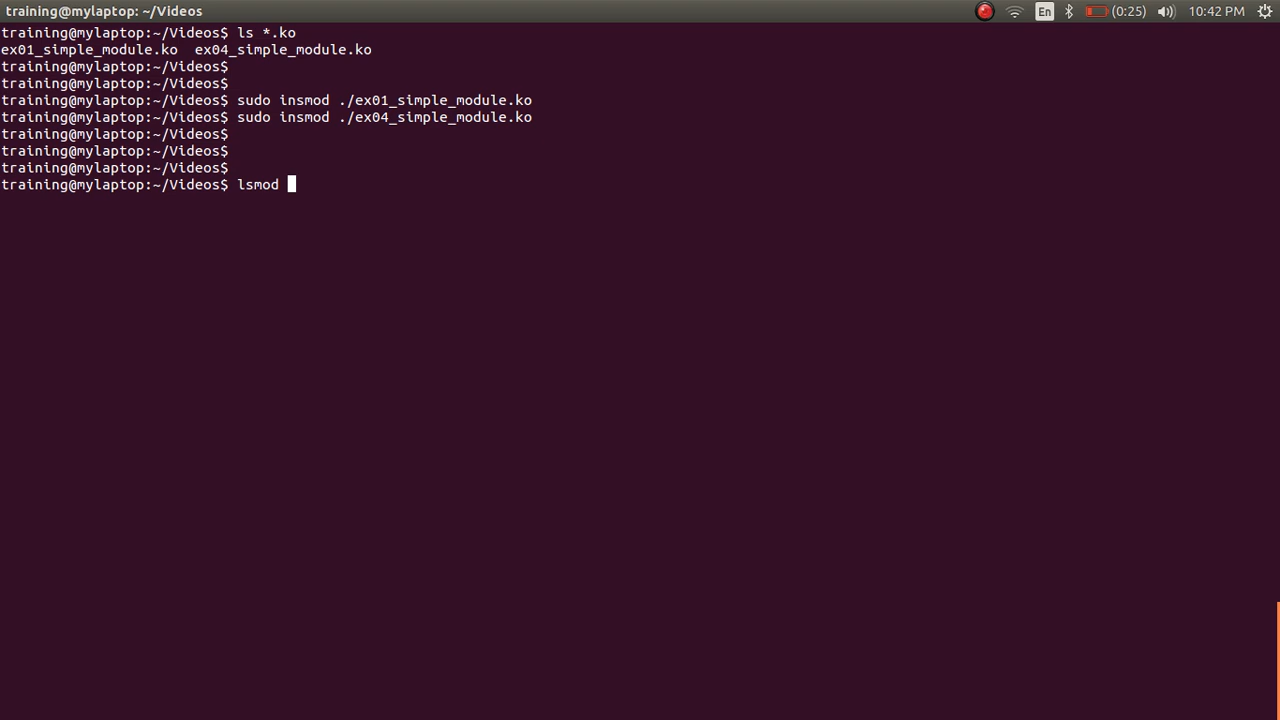 training@mylaptop: ~/Videos En (0:25) 10:42 PM
training@mylaptop:~/Videos$ ls *.ko
ex01_simple_module.ko  ex04_simple_module.ko
training@mylaptop:~/Videos$
training@mylaptop:~/Videos$
training@mylaptop:~/Videos$ sudo insmod ./ex01_simple_module.ko
training@mylaptop:~/Videos$ sudo insmod ./ex04_simple_module.ko
training@mylaptop:~/Videos$
training@mylaptop:~/Videos$
training@mylaptop:~/Videos$
training@mylaptop:~/Videos$ lsmod